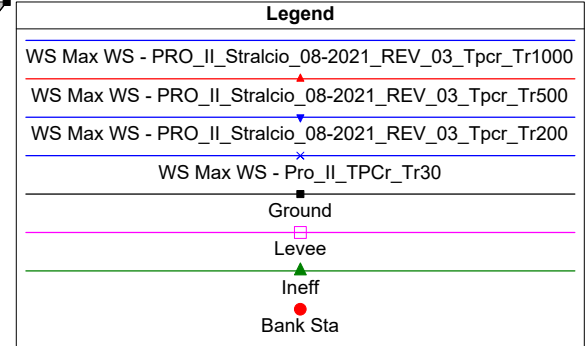 Legend
WS Max WS - PRO_II_Stralcio_08-2021_REV_03_Tpcr_Tr1000
WS Max WS - PRO_II_Stralcio_08-2021_REV_03_Tpcr_Tr500
WS Max WS - PRO_II_Stralcio_08-2021_REV_03_Tpcr_Tr200
WS Max WS - Pro_II_TPCr_Tr30
Ground
Levee
Ineff
Bank Sta